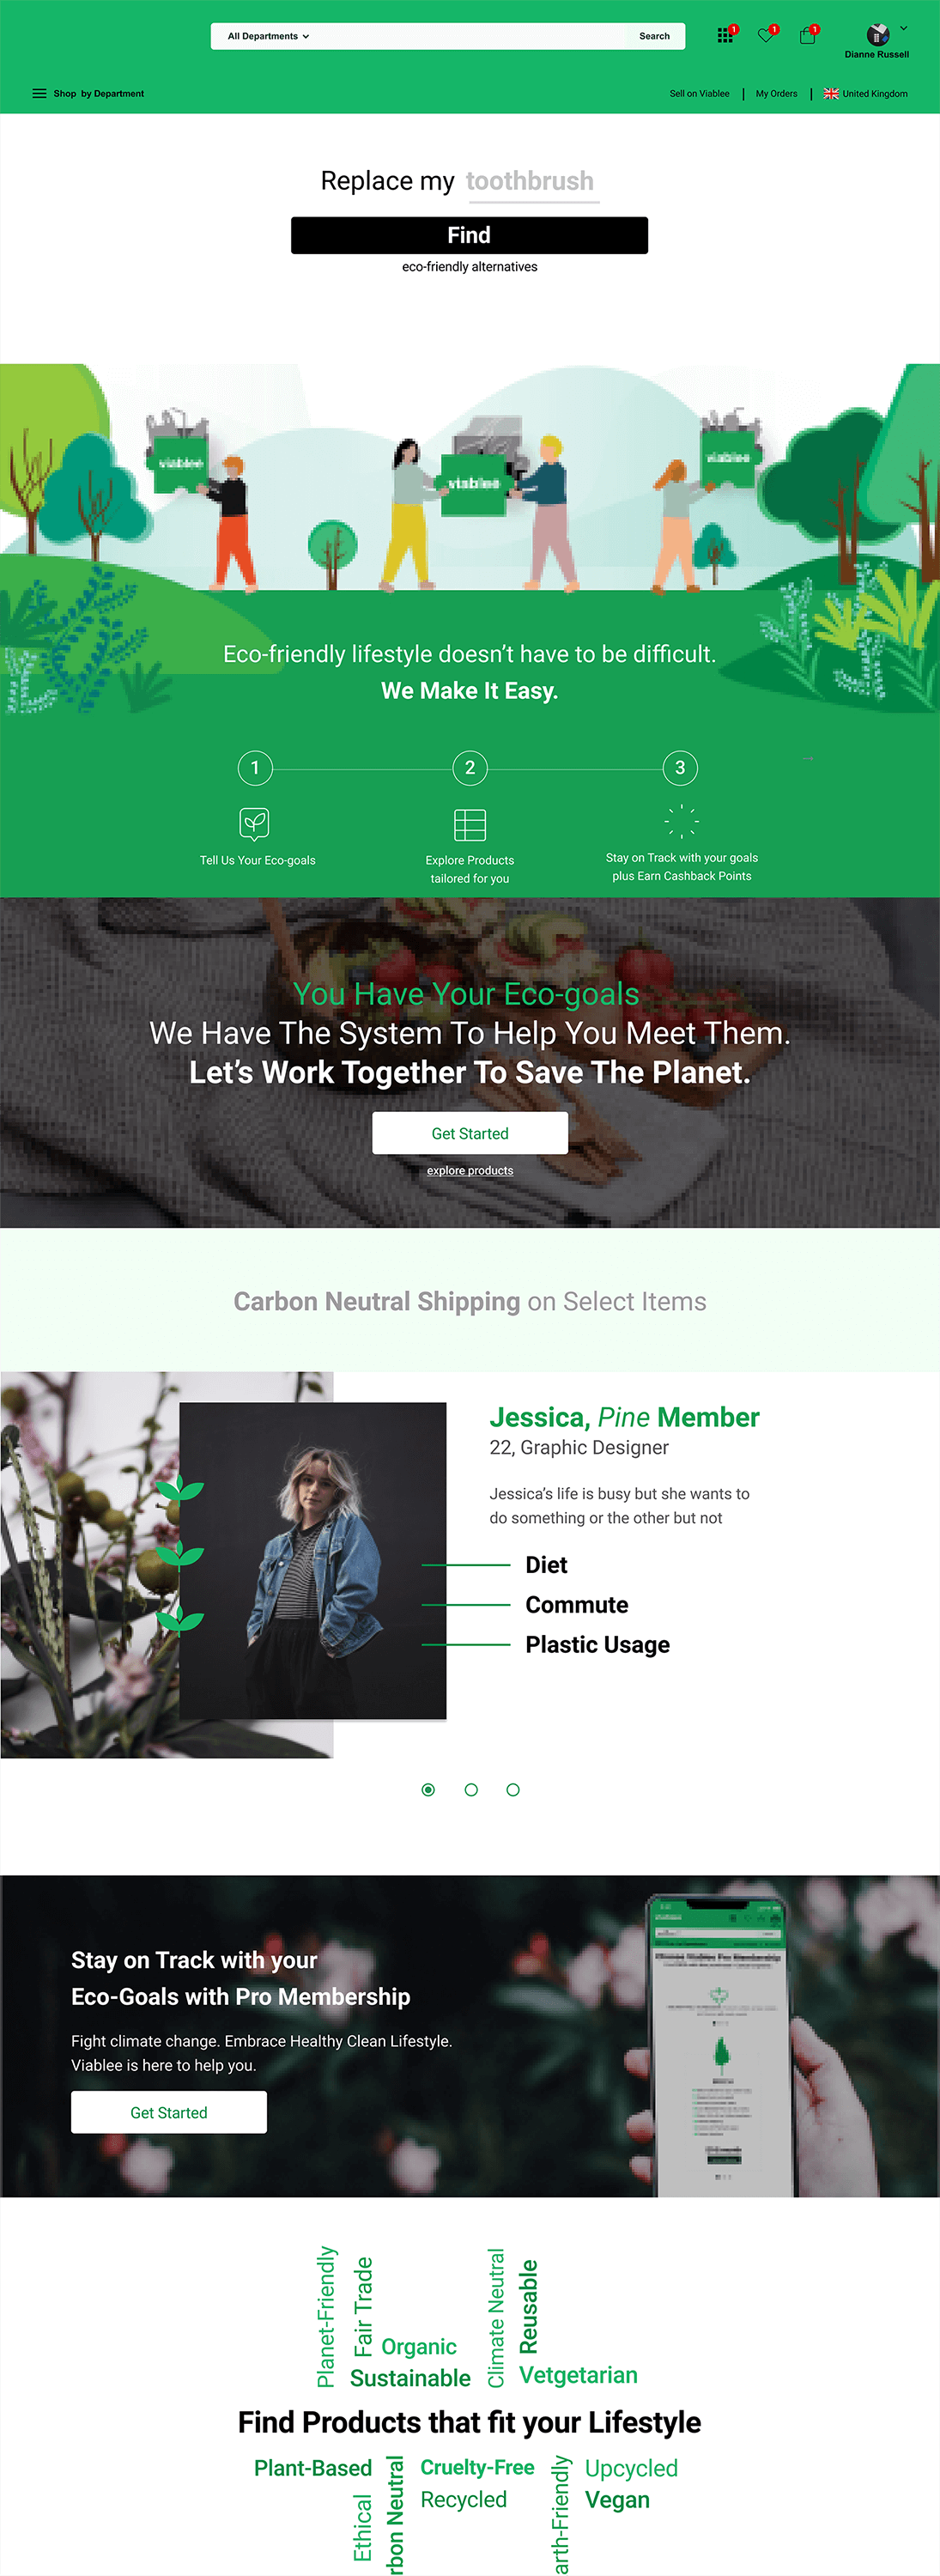 All Departments
Search
1
1
1
Dianne Russell
Shop by Department
Sell on Viablee
My Orders
United Kingdom
Replace my toothbrush
Find
eco-friendly alternatives
viablee
viablee
viablee
Eco-friendly lifestyle doesn't have to be difficult.
We Make It Easy.
1
2
3
Tell Us Your Eco-goals
Explore Products
tailored for you
Stay on Track with your goals
plus Earn Cashback Points
You Have Your Eco-goals
We Have The System To Help You Meet Them.
Let's Work Together To Save The Planet.
Get Started
explore products
Carbon Neutral Shipping on Select Items
Jessica, Pine Member
22, Graphic Designer
Jessica's life is busy but she wants to
do something or the other but not
Diet
Commute
Plastic Usage
Stay on Track with your
Eco-Goals with Pro Membership
Fight climate change. Embrace Healthy Clean Lifestyle.
Viablee is here to help you.
Get Started
Planet-Friendly
Fair Trade
Organic
Sustainable
Climate Neutral
Reusable
Vetgetarian
Find Products that fit your Lifestyle
Plant-Based
Ethical
rbon Neutral
Cruelty-Free
Recycled
arth-Friendly
Upcycled
Vegan